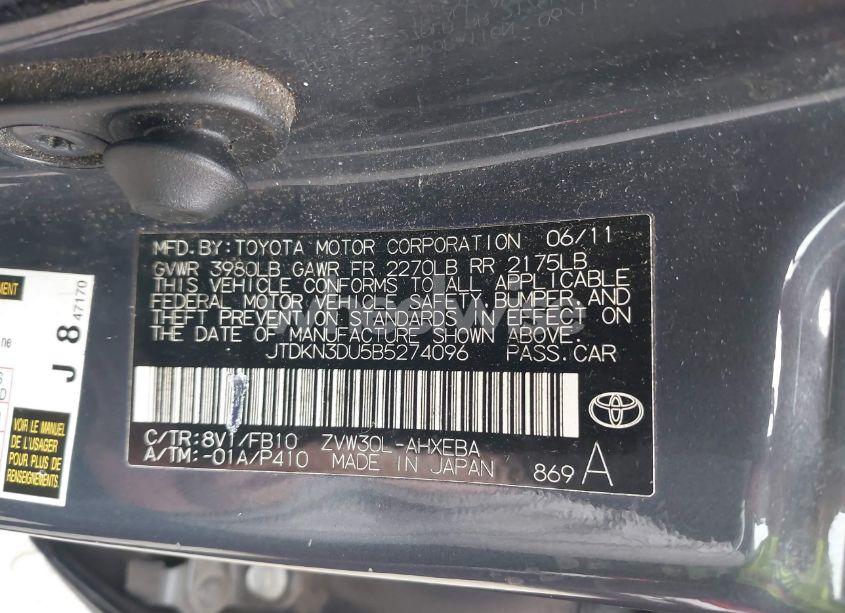 MFD. BY: TOYOTA MOTOR CORPORATION 06/11
GVWR 3980LB GAWR FR 2270LB RR 2175LB
THIS VEHICLE CONFORMS TO ALL APPLICABLE
FEDERAL MOTOR VEHICLE SAFETY, BUMPER, AND
THEFT PREVENTION STANDARDS IN EFFECT ON
THE DATE OF MANUFACTURE SHOWN ABOVE.
JTDKN3DU5B5274096 PASS. CAR
C/TR: 8V1/FB10 ZVW30L-AHXEBA
A/TM: -01A/P410 MADE IN JAPAN 869 A
J 8 47170
VOIR LE MANUEL
D'USAGER
POUR PLUS DE
RENSEIGNEMENTS